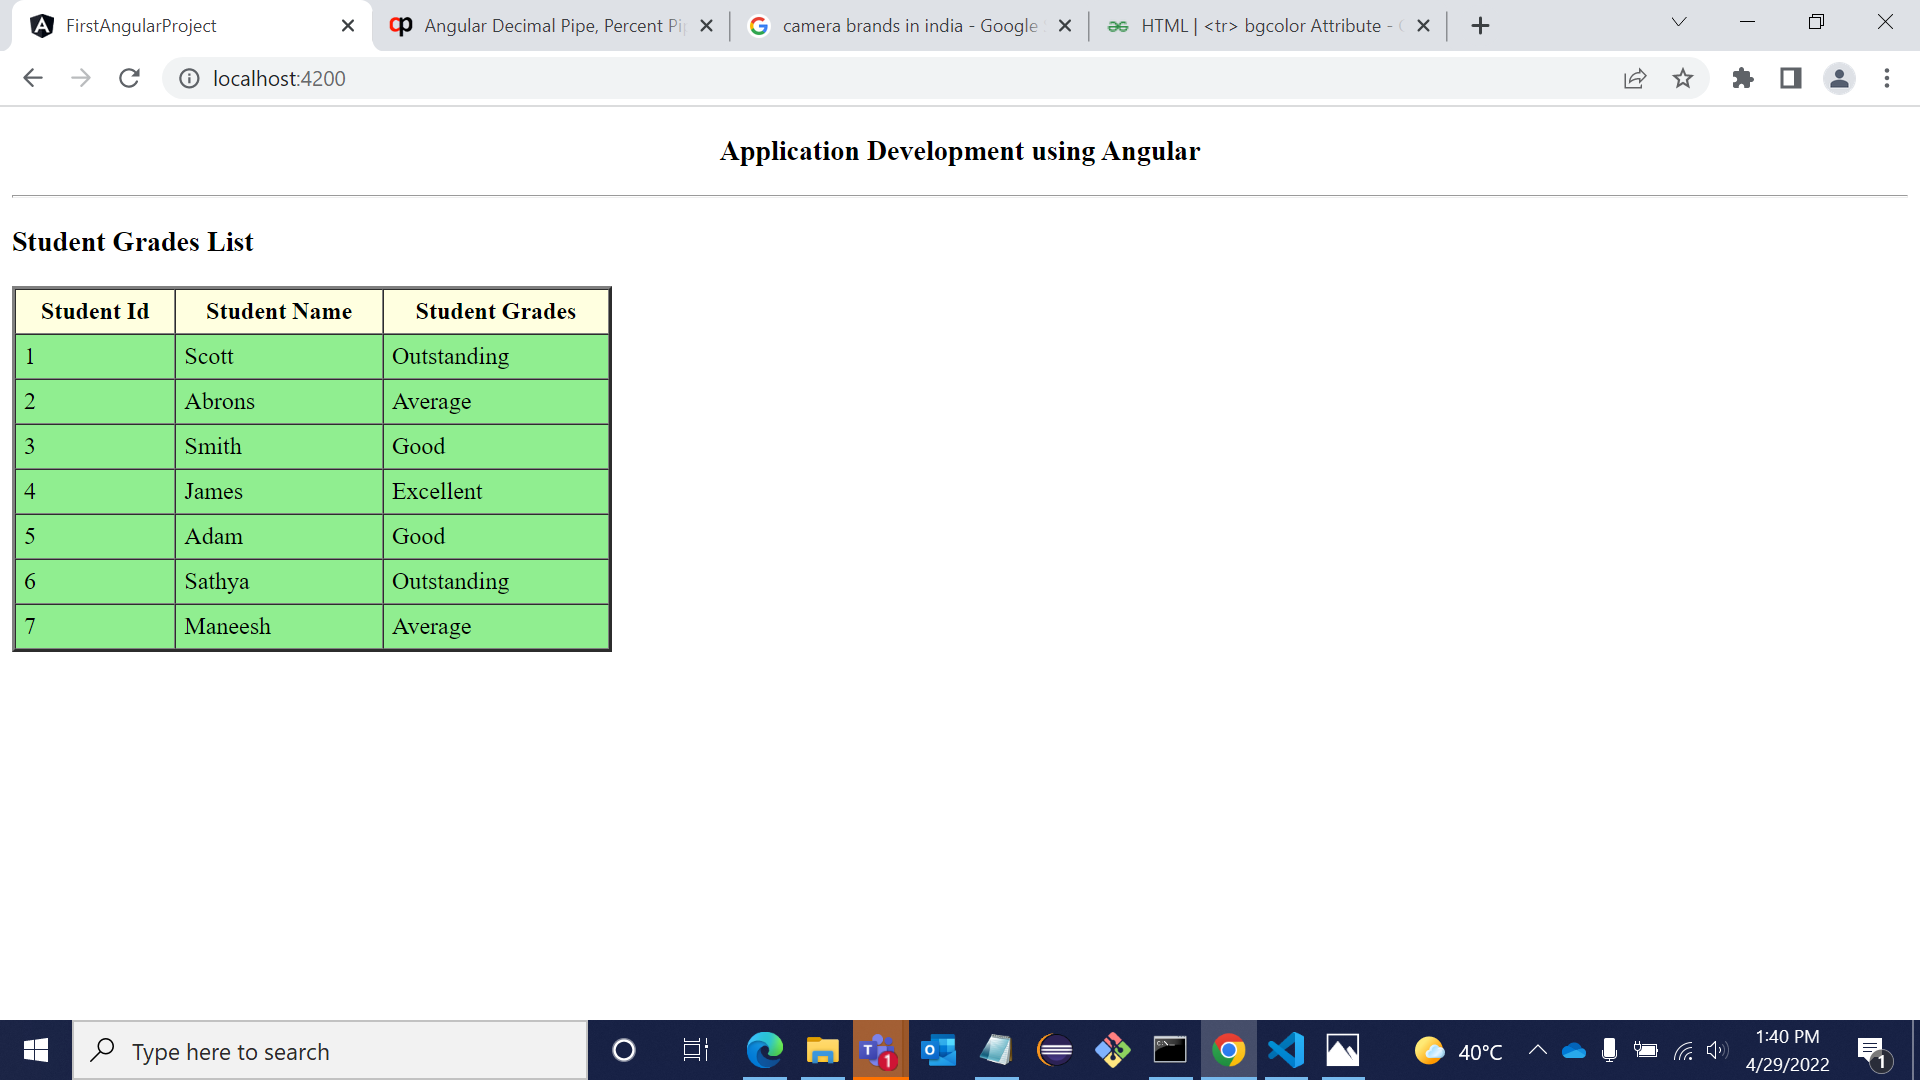 FirstAngularProject
Angular Decimal Pipe, Percent Pi
camera brands in india - Google
HTML | <tr> bgcolor Attribute -
localhost:4200
Application Development using Angular
Student Grades List
Student Id Student Name Student Grades
1 Scott Outstanding
2 Abrons Average
3 Smith Good
4 James Excellent
5 Adam Good
6 Sathya Outstanding
7 Maneesh Average
Type here to search
1
40°C
1:40 PM
4/29/2022
1